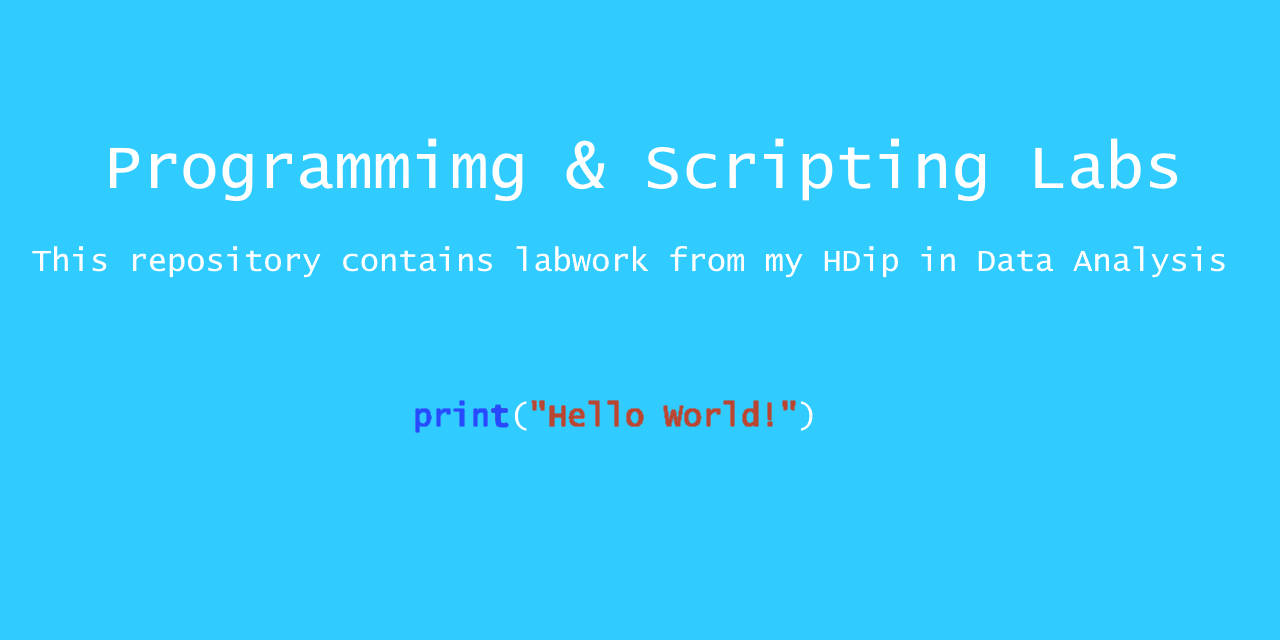 Programmimg & Scripting Labs
This repository contains labwork from my HDip in Data Analysis
print("Hello World!")